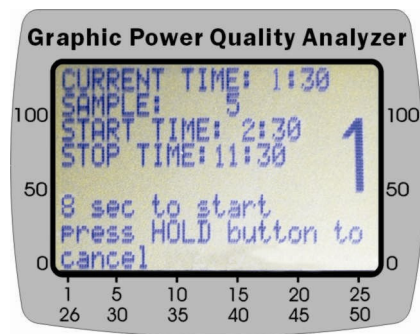 Graphic Power Quality Analyzer
CURRENT TIME: 1:30
SAMPLE: 5
START TIME: 2:30
STOP TIME:11:30
1
8 sec to start
Press HOLD button to
cancel
100 100
50 50
0 0
1 5 10 15 20 25
26 30 35 40 45 50